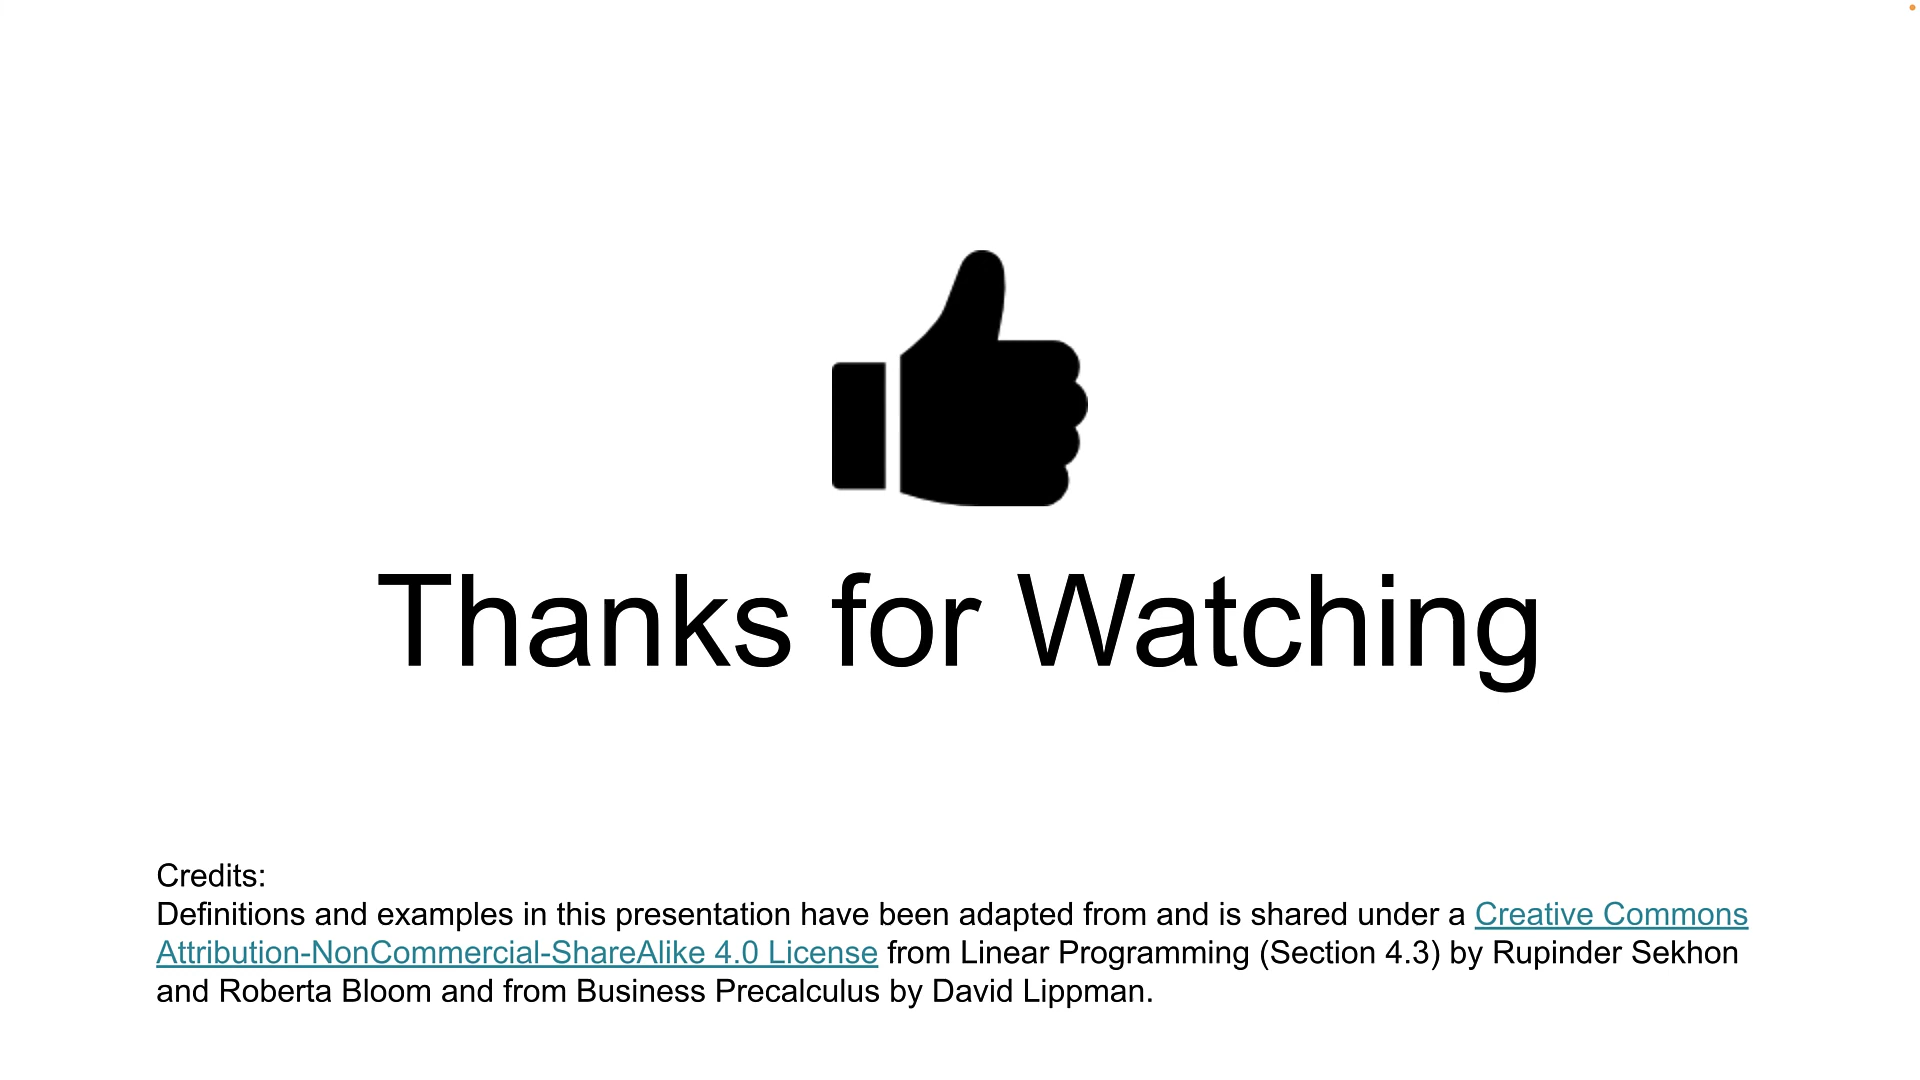 Thanks for Watching
Credits:
Definitions and examples in this presentation have been adapted from and is shared under a Creative Commons
Attribution-NonCommercial-ShareAlike 4.0 License from Linear Programming (Section 4.3) by Rupinder Sekhon
and Roberta Bloom and from Business Precalculus by David Lippman.